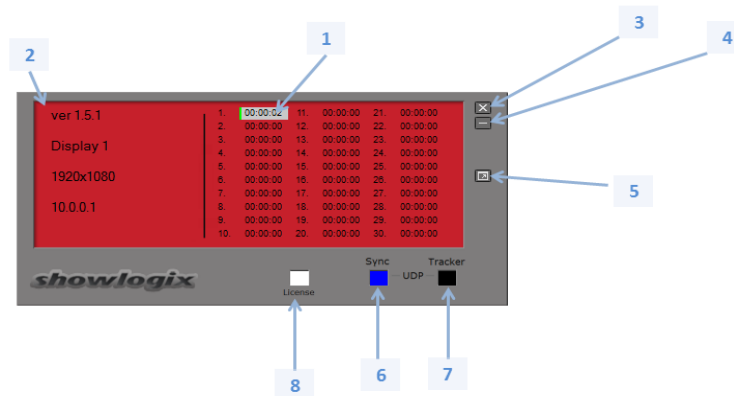 1
3
4
2
ver 1.5.1
Display 1
1920x1080
10.0.0.1
1. 00:00:02 11. 00:00:00 21. 00:00:00
2. 00:00:00 12. 00:00:00 22. 00:00:00
3. 00:00:00 13. 00:00:00 23. 00:00:00
4. 00:00:00 14. 00:00:00 24. 00:00:00
5. 00:00:00 15. 00:00:00 25. 00:00:00
6. 00:00:00 16. 00:00:00 26. 00:00:00
7. 00:00:00 17. 00:00:00 27. 00:00:00
8. 00:00:00 18. 00:00:00 28. 00:00:00
9. 00:00:00 19. 00:00:00 29. 00:00:00
10. 00:00:00 20. 00:00:00 30. 00:00:00
5
showlogix
License
Sync UDP Tracker
8
6
7